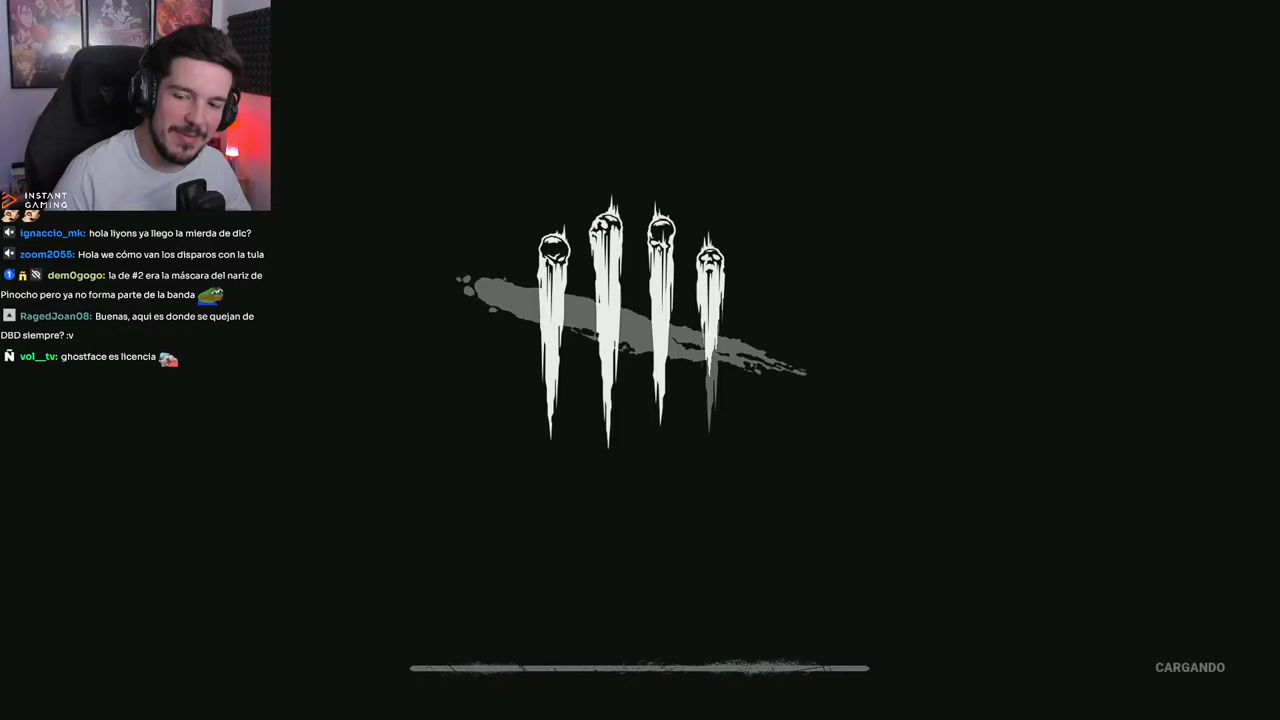 INSTANT
GAMING
ignaccio_mk: hola liyons ya llego la mierda de dlc?
zoom2055: Hola we cómo van los disparos con la tula
1 ñ dem0gogo: la de #2 era la máscara del nariz de
Pinocho pero ya no forma parte de la banda
RagedJoan08: Buenas, aqui es donde se quejan de
DBD siempre? :v
Ñ vol__tv: ghostface es licencia
CARGANDO